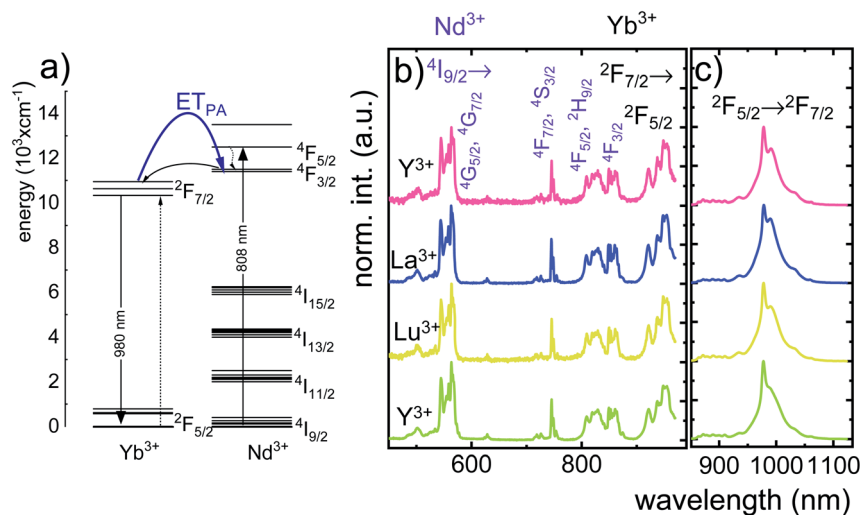 Nd³⁺ Yb³⁺
a)
ET_PA
energy (10³xcm⁻¹)
14
12
10
8
6
4
2
0
⁴F₅/₂
⁴F₃/₂
²F₇/₂
808 nm
980 nm
⁴I₁₅/₂
⁴I₁₃/₂
⁴I₁₁/₂
²F₅/₂
⁴I₉/₂
Yb³⁺ Nd³⁺
b)
norm. int. (a.u.)
⁴I₉/₂→
⁴G₅/₂, ⁴G₇/₂
⁴F₇/₂, ⁴S₃/₂
⁴F₅/₂, ²H₉/₂
⁴F₃/₂
²F₇/₂→
²F₅/₂
Y³⁺
La³⁺
Lu³⁺
Y³⁺
600 800
c)
²F₅/₂→²F₇/₂
900 1000 1100
wavelength (nm)